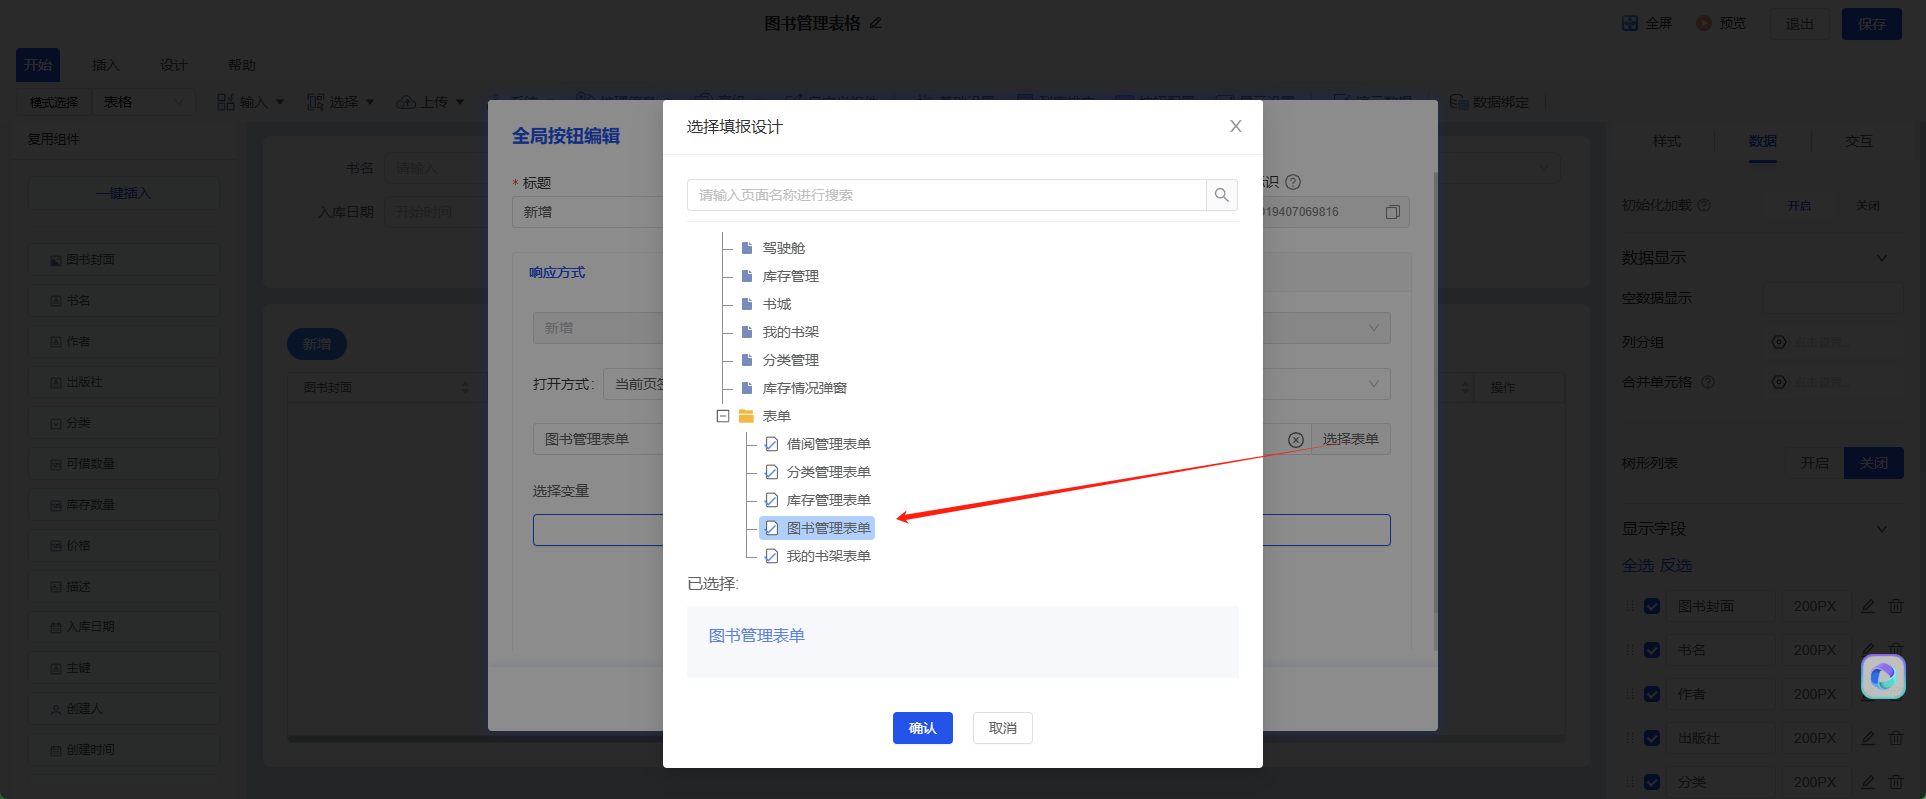 图书管理表格
全屏
预览
退出
保存
开始
插入
设计
帮助
模式选择
表格
输入
选择
上传
数据绑定
复用组件
一键插入
图书封面
书名
作者
出版社
分类
可借数量
库存数量
价格
描述
入库日期
主键
创建人
创建时间
书名
请输入
入库日期
开始时间
新增
图书封面
操作
全局按钮编辑
* 标题
新增
识
019407069816
响应方式
新增
打开方式:
当前页
图书管理表单
选择表单
选择变量
选择填报设计
请输入页面名称进行搜索
驾驶舱
库存管理
书城
我的书架
分类管理
库存情况弹窗
表单
借阅管理表单
分类管理表单
库存管理表单
图书管理表单
我的书架表单
已选择:
图书管理表单
确认
取消
样式
数据
交互
初始化加载
开启
关闭
数据显示
空数据显示
列分组
点击设置...
合并单元格
点击设置...
树形列表
开启
关闭
显示字段
全选 反选
图书封面
200PX
书名
200PX
作者
200PX
出版社
200PX
分类
200PX